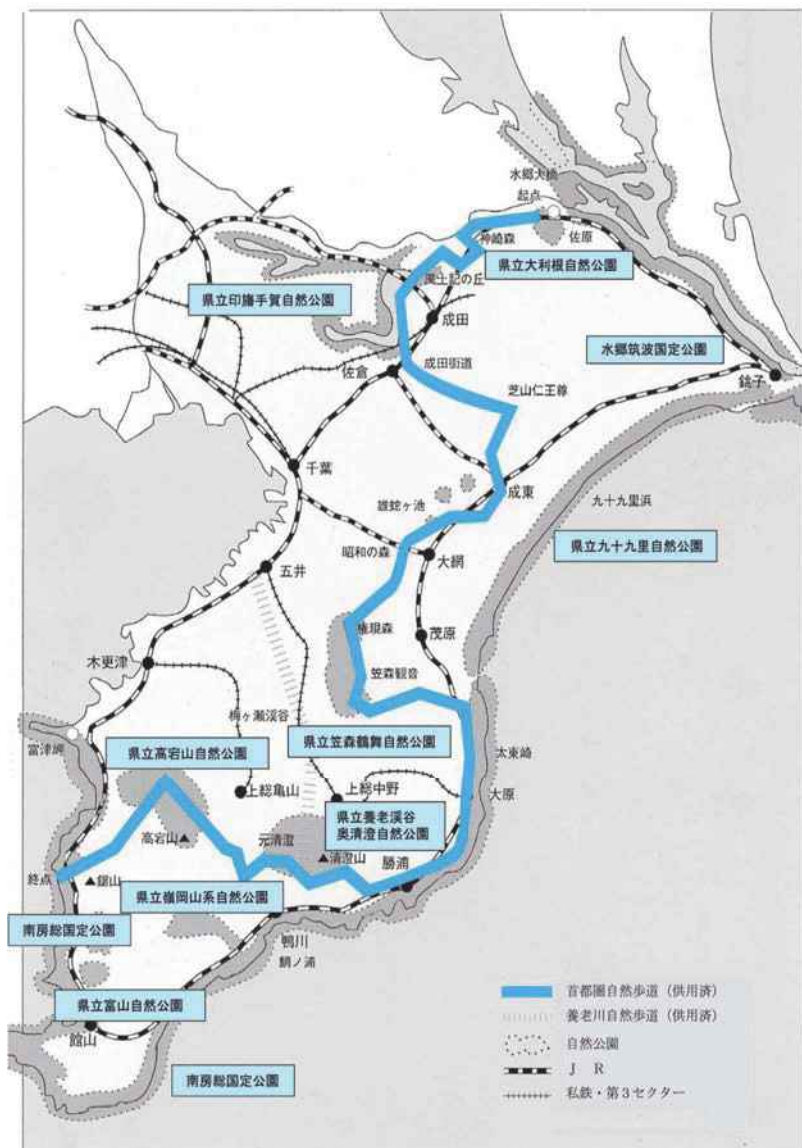 水郷大橋
起点
神崎森
佐原
県立大利根自然公園
風土記の丘
県立印旛手賀自然公園
成田
水郷筑波国定公園
佐倉
成田街道
銚子
芝山仁王尊
千葉
雄蛇ヶ池
成東
九十九里浜
昭和の森
県立九十九里自然公園
五井
大網
権現森
茂原
木更津
笠森観音
梅ヶ瀬渓谷
富津岬
県立高宕山自然公園
県立笠森鶴舞自然公園
太東崎
上総亀山
上総中野
大原
県立養老渓谷
奥清澄自然公園
高宕山▲
元清澄
▲清澄山
勝浦
終点
▲鋸山
県立嶺岡山系自然公園
南房総国定公園
鴨川
鯛ノ浦
県立富山自然公園
館山
南房総国定公園
首都圏自然歩道（供用済）
養老川自然歩道（供用済）
自然公園
J R
私鉄・第3セクター